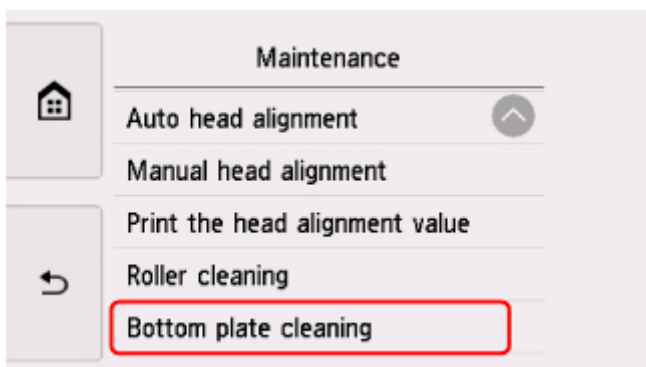 Maintenance
Auto head alignment
Manual head alignment
Print the head alignment value
Roller cleaning
Bottom plate cleaning